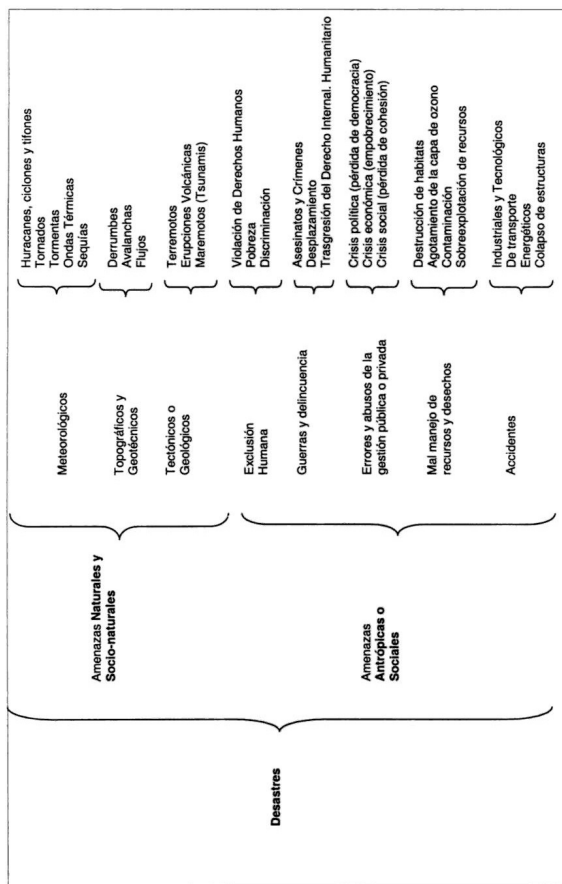 Desastres
Amenazas Naturales y
Socio-naturales
Meteorológicos
Huracanes, ciclones y tifones
Tornados
Tormentas
Ondas Térmicas
Sequías
Topográficos y
Geotécnicos
Derrumbes
Avalanchas
Flujos
Tectónicos o
Geológicos
Terremotos
Erupciones Volcánicas
Maremotos (Tsunamis)
Amenazas
Antrópicas o
Sociales
Exclusión
Humana
Violación de Derechos Humanos
Pobreza
Discriminación
Guerras y delincuencia
Asesinatos y Crímenes
Desplazamiento
Trasgresión del Derecho Internal. Humanitario
Errores y abusos de la
gestión pública o privada
Crisis política (pérdida de democracia)
Crisis económica (empobrecimiento)
Crisis social (pérdida de cohesión)
Mal manejo de
recursos y desechos
Destrucción de habitats
Agotamiento de la capa de ozono
Contaminación
Sobreexplotación de recursos
Accidentes
Industriales y Tecnológicos
De transporte
Energéticos
Colapso de estructuras